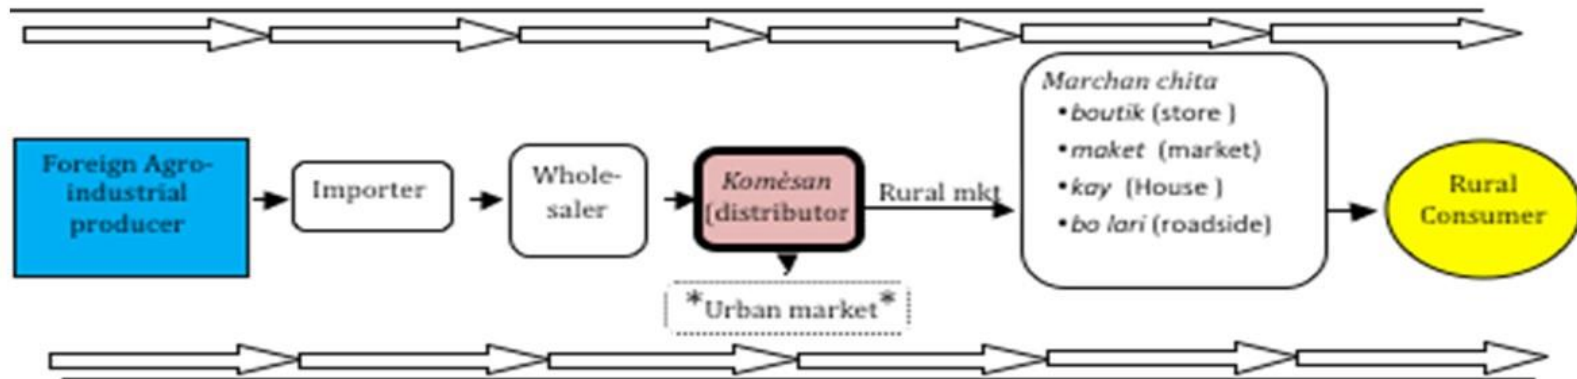 Foreign Agro-
industrial
producer
Importer
Whole-
saler
Komèsan
(distributor
Rural mkt
*Urban market*
Marchan chita
•boutik (store )
•maket (market)
•kay (House )
•bo lari (roadside)
Rural
Consumer